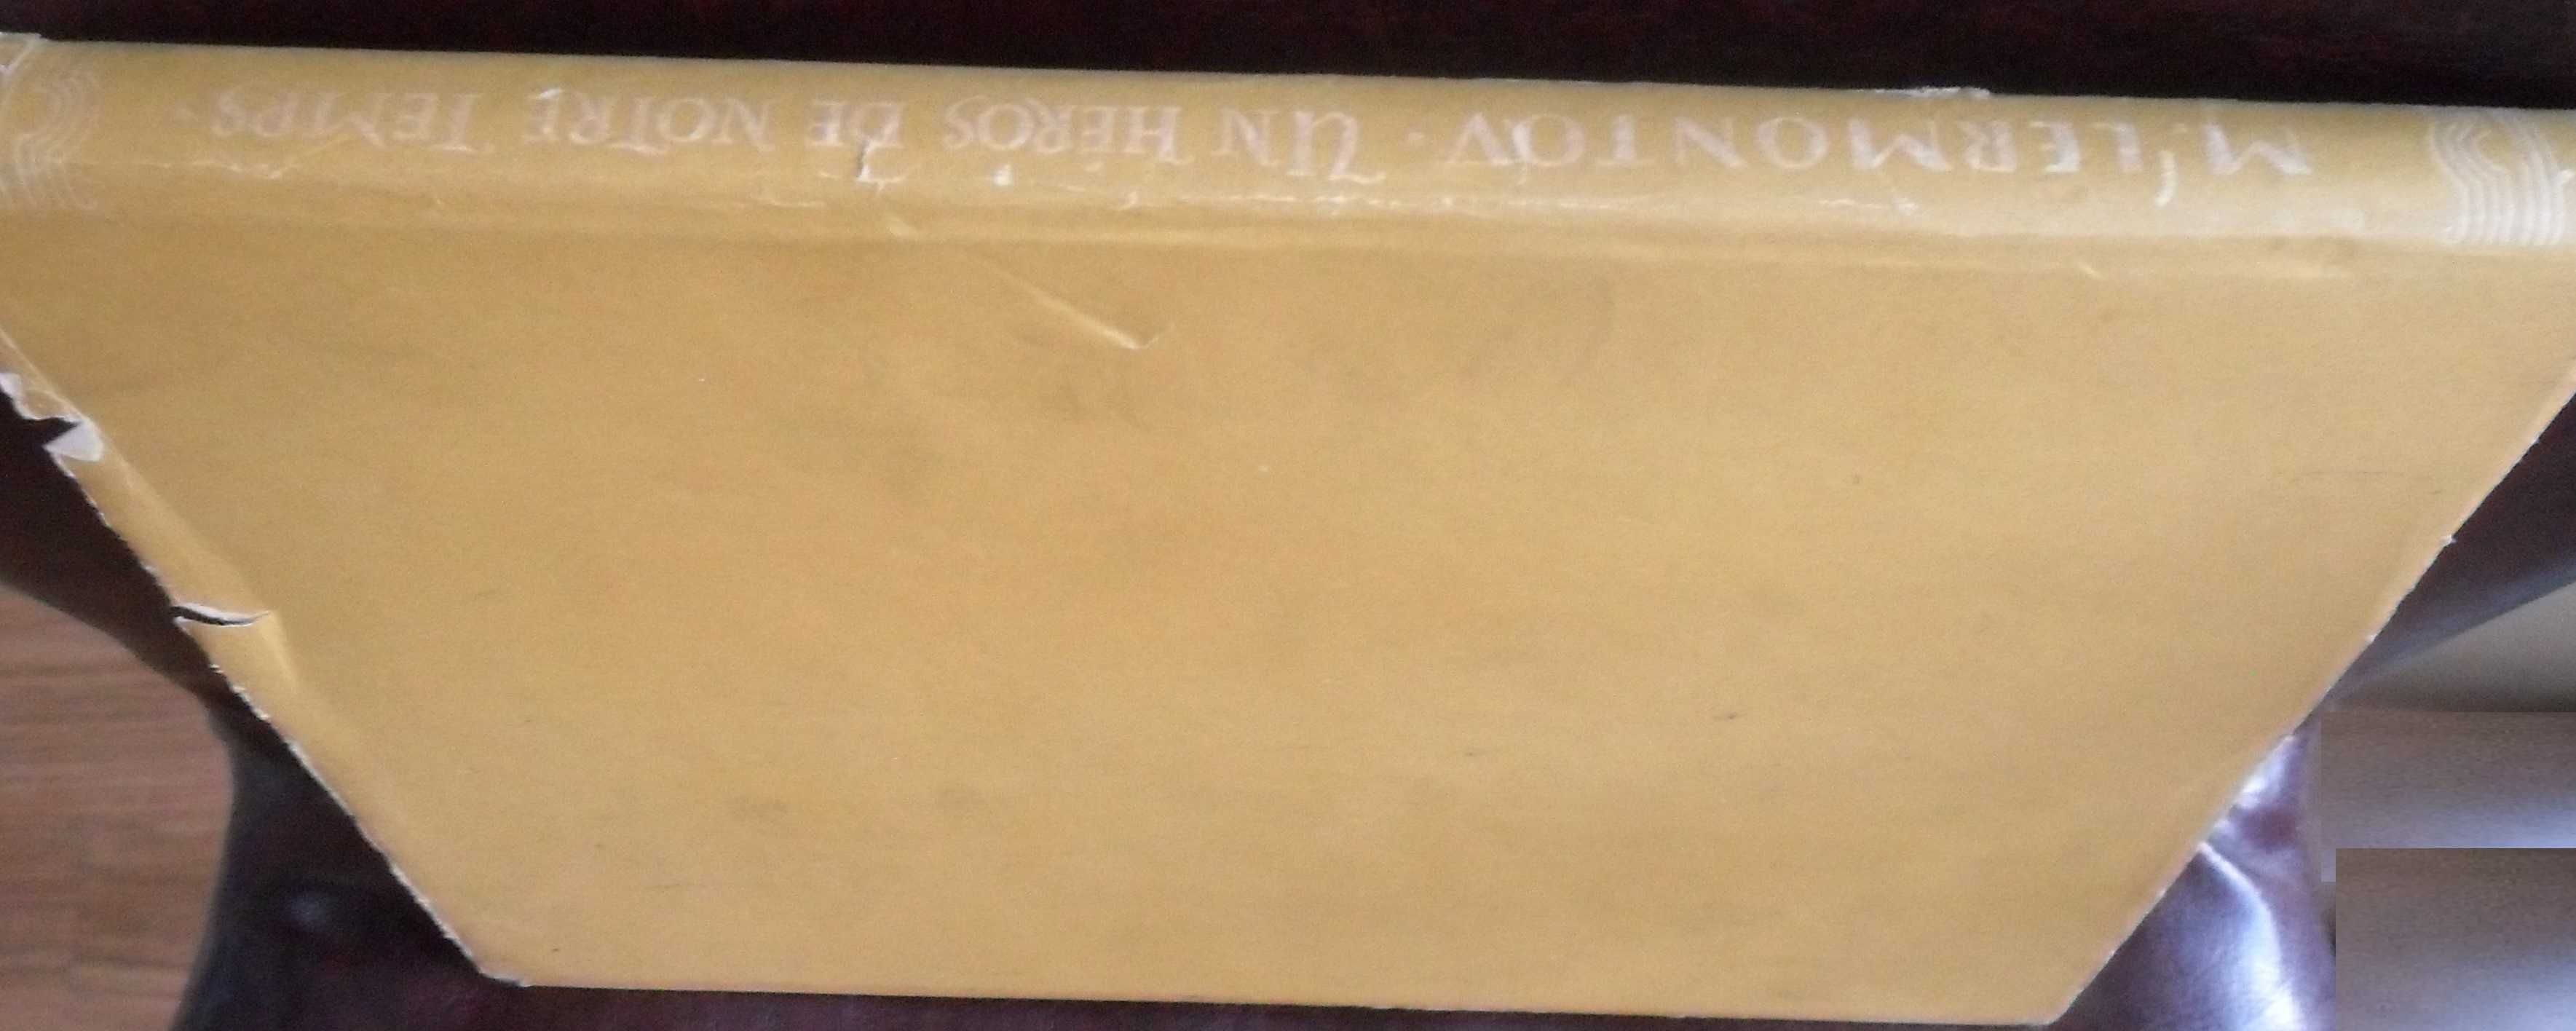 M. LERMONTOV · UN HÉROS DE NOTRE TEMPS ·